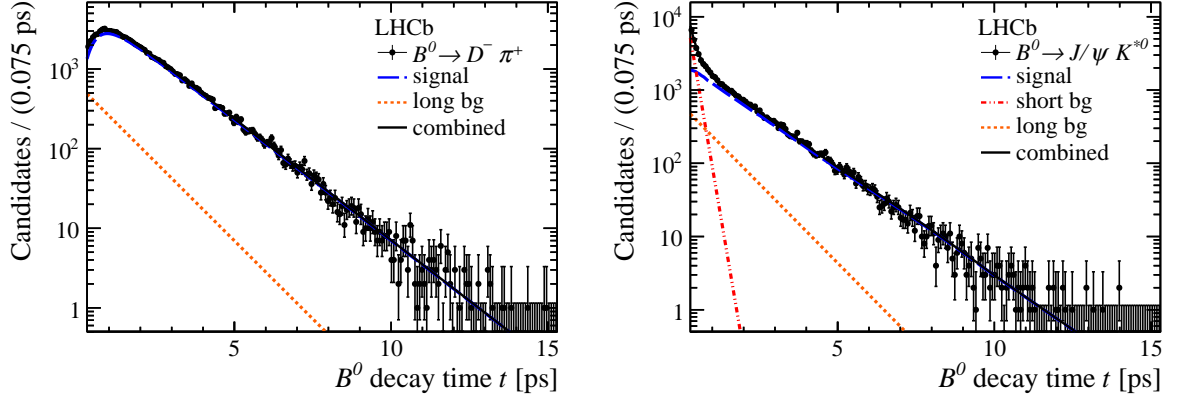 Candidates / (0.075 ps)
10³
10²
10
1
LHCb
B⁰ → D⁻ π⁺
signal
long bg
combined
5
10
15
B⁰ decay time t [ps]
Candidates / (0.075 ps)
10⁴
10³
10²
10
1
LHCb
B⁰ → J/ψ K*⁰
signal
short bg
long bg
combined
5
10
15
B⁰ decay time t [ps]